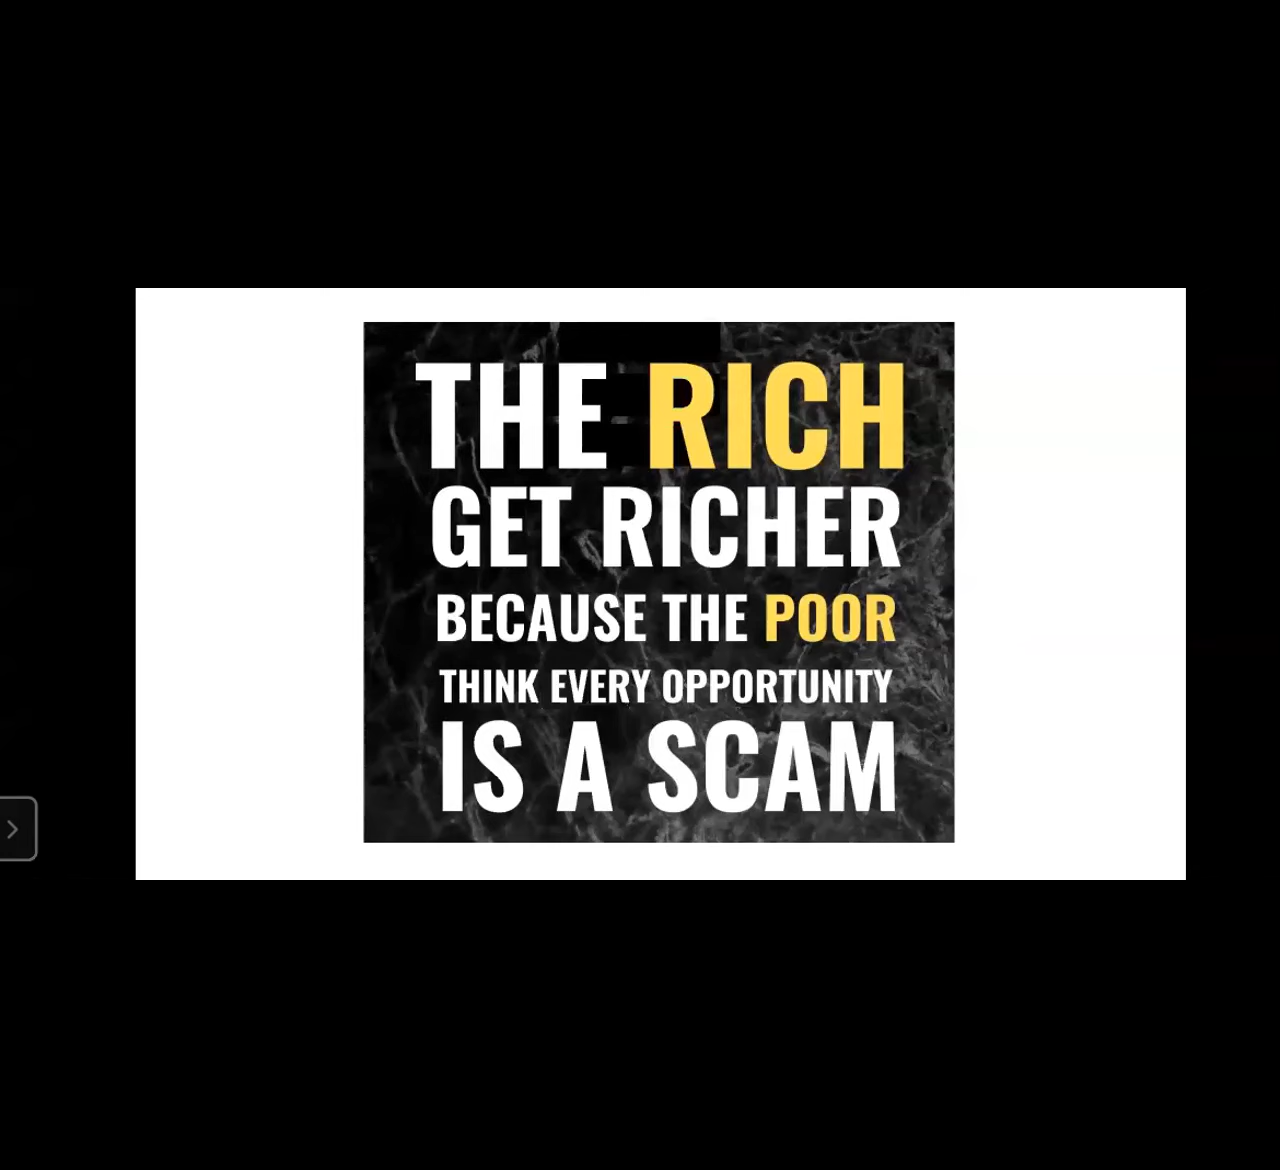 THE RICH
GET RICHER
BECAUSE THE POOR
THINK EVERY OPPORTUNITY
IS A SCAM